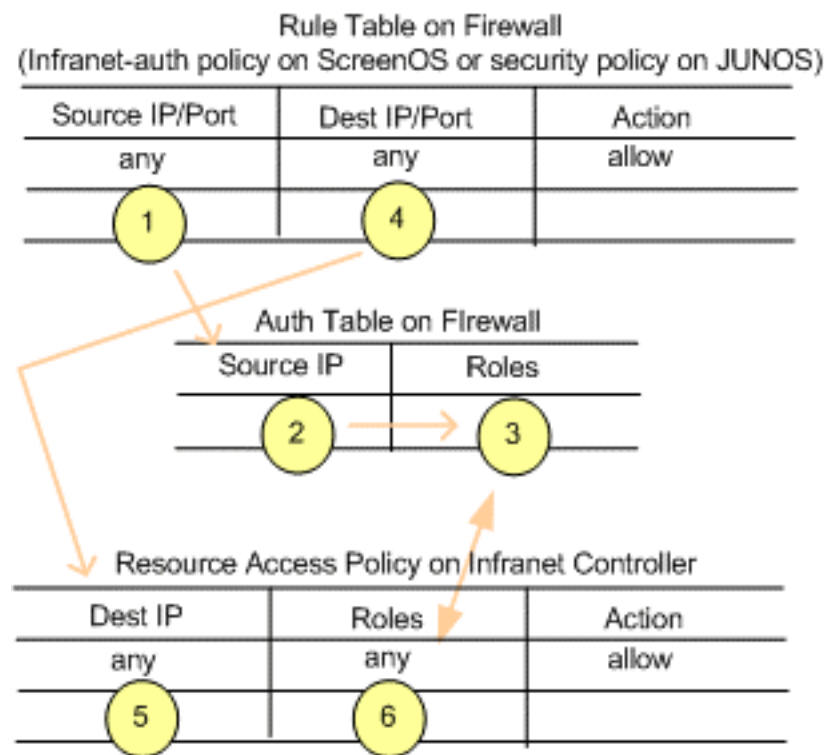 Rule Table on Firewall
(Infranet-auth policy on ScreenOS or security policy on JUNOS)
Source IP/Port Dest IP/Port Action
any any allow
1 4
Auth Table on FIrewall
Source IP Roles
2 3
Resource Access Policy on Infranet Controller
Dest IP Roles Action
any any allow
5 6